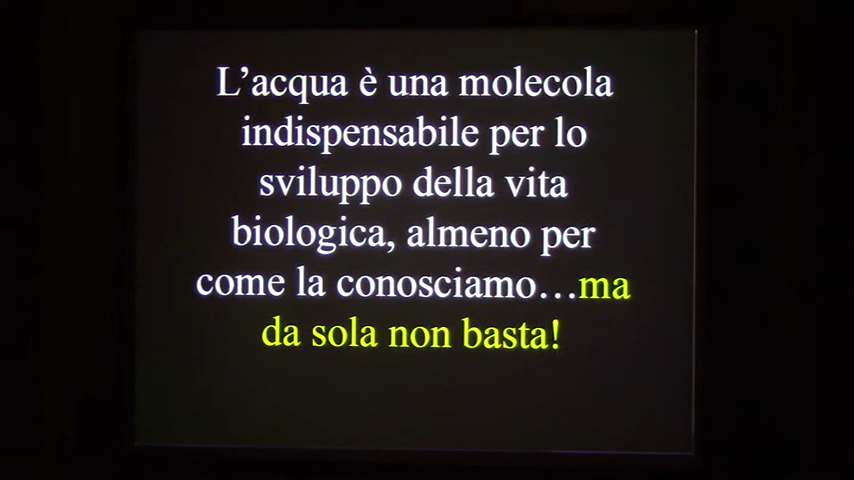 L’acqua è una molecola
indispensabile per lo
sviluppo della vita
biologica, almeno per
come la conosciamo…ma
da sola non basta!